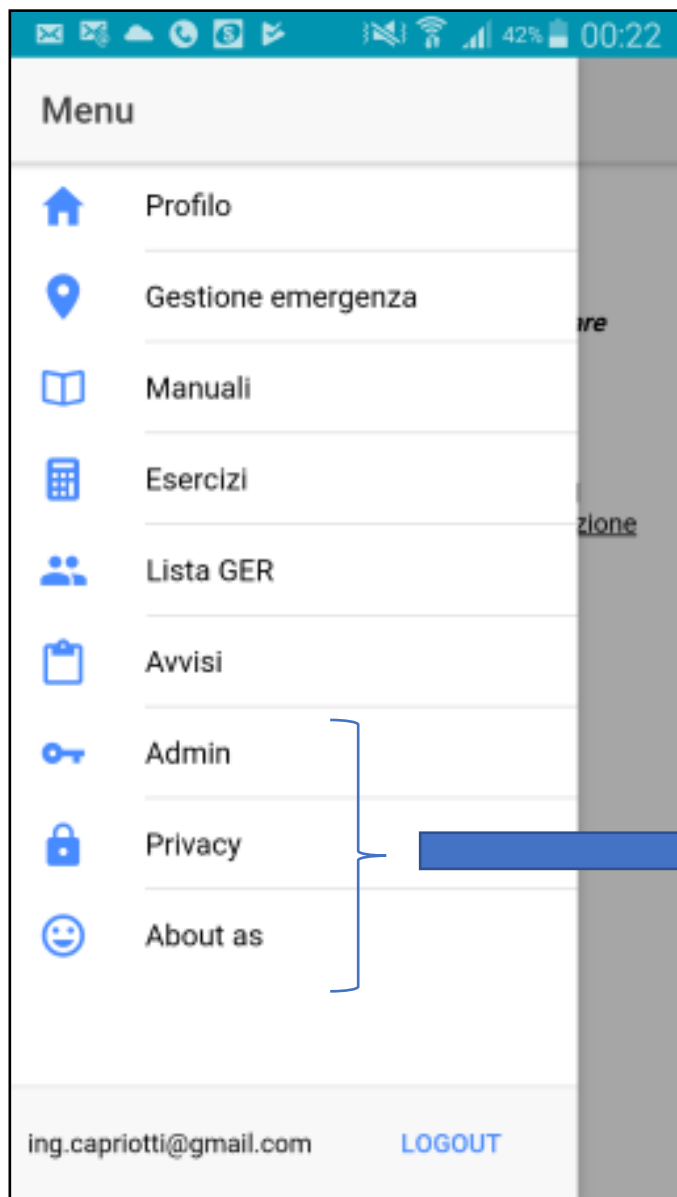 42% 00:22
Menu
Profilo
Gestione emergenza
Manuali
Esercizi
zione
Lista GER
Avvisi
Admin
Privacy
About as
ing.capriotti@gmail.com LOGOUT